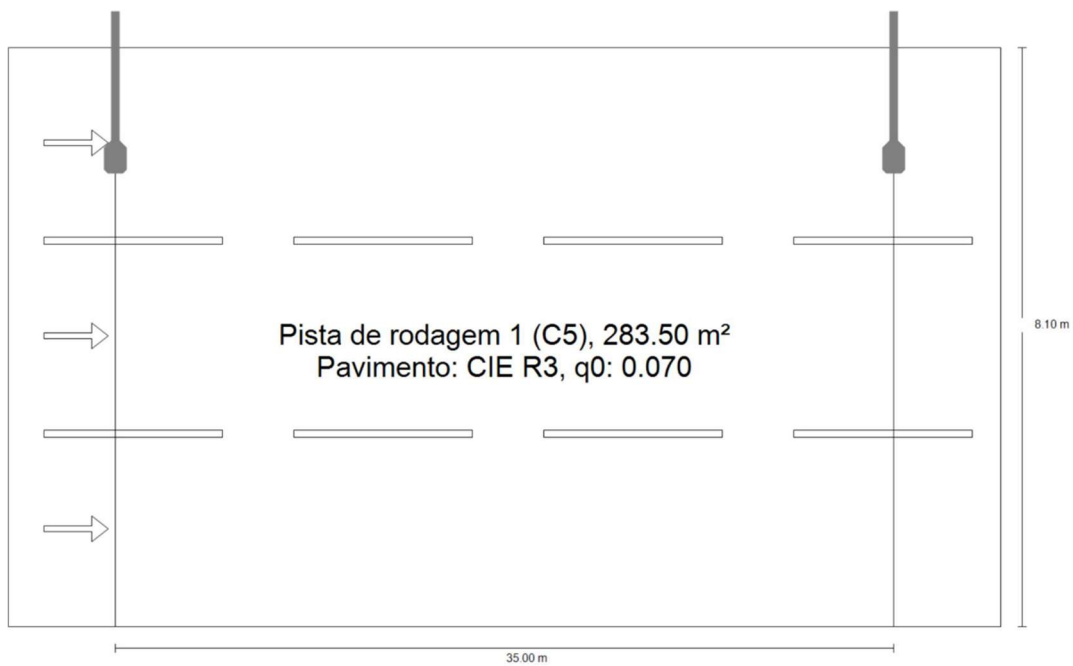 8.10 m
Pista de rodagem 1 (C5), 283.50 m²
Pavimento: CIE R3, q0: 0.070
35.00 m